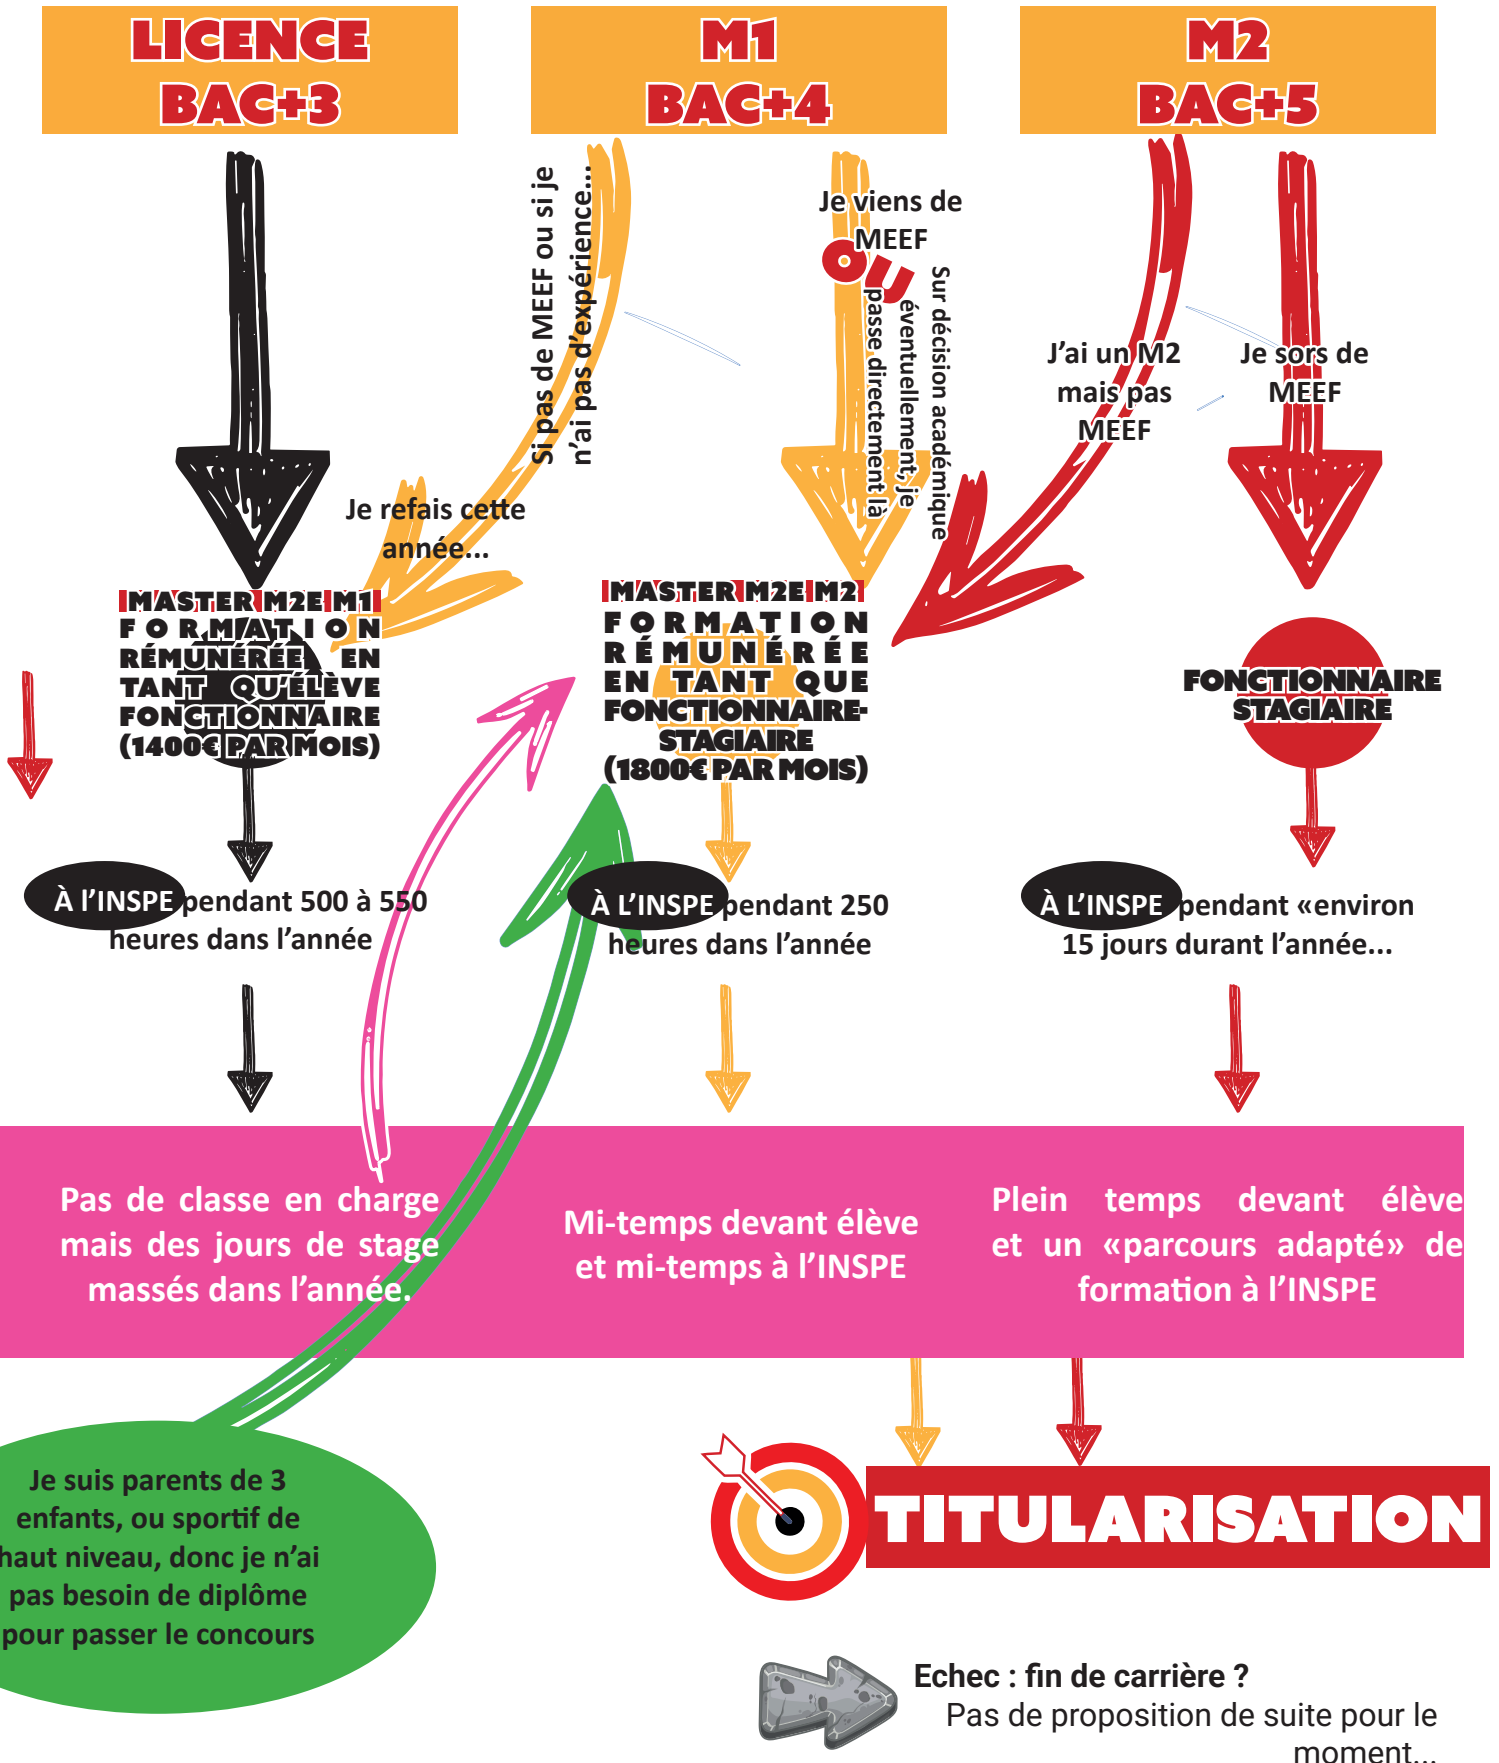 LICENCE
BAC+3
M1
BAC+4
M2
BAC+5
Si pas de MEEF ou si je
n'ai pas d'expérience...
Je refais cette
année...
Je viens de
MEEF
OU
Sur décision académique
éventuellement, je
passe directement là
J'ai un M2
mais pas
MEEF
Je sors de
MEEF
MASTER M2E M1
FORMATION
RÉMUNÉRÉE EN
TANT QU'ÉLÈVE
FONCTIONNAIRE
(1400€ PAR MOIS)
MASTER M2E M2
FORMATION
RÉMUNÉRÉE
EN TANT QUE
FONCTIONNAIRE-
STAGIAIRE
(1800€ PAR MOIS)
FONCTIONNAIRE
STAGIAIRE
À l'INSPE pendant 500 à 550
heures dans l'année
À L'INSPE pendant 250
heures dans l'année
À L'INSPE pendant «environ
15 jours durant l'année...
Pas de classe en charge
mais des jours de stage
massés dans l'année.
Mi-temps devant élève
et mi-temps à l'INSPE
Plein temps devant élève
et un «parcours adapté» de
formation à l'INSPE
Je suis parents de 3
enfants, ou sportif de
haut niveau, donc je n'ai
pas besoin de diplôme
pour passer le concours
TITULARISATION
Echec : fin de carrière ?
Pas de proposition de suite pour le
moment...